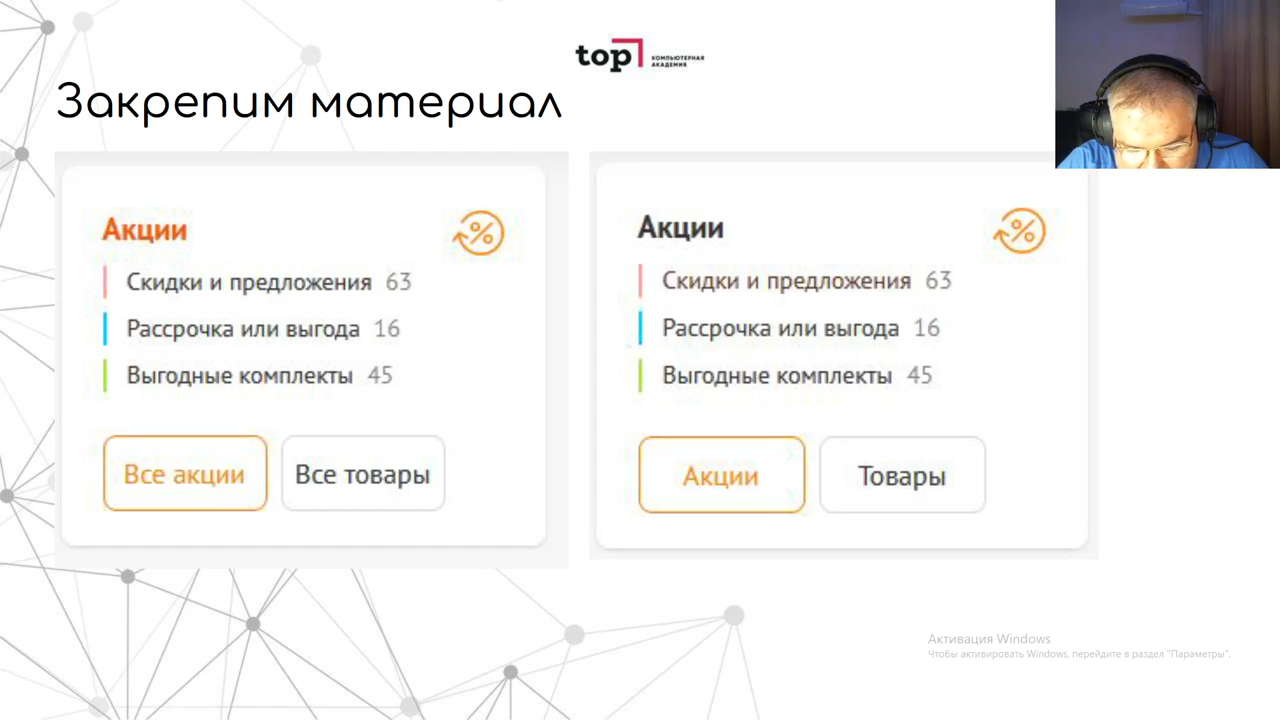 top КОМПЬЮТЕРНАЯ АКАДЕМИЯ
Закрепим материал
Акции
Скидки и предложения 63
Рассрочка или выгода 16
Выгодные комплекты 45
Все акции Все товары
Акции
Скидки и предложения 63
Рассрочка или выгода 16
Выгодные комплекты 45
Акции Товары
Активация Windows
Чтобы активировать Windows, перейдите в раздел "Параметры".